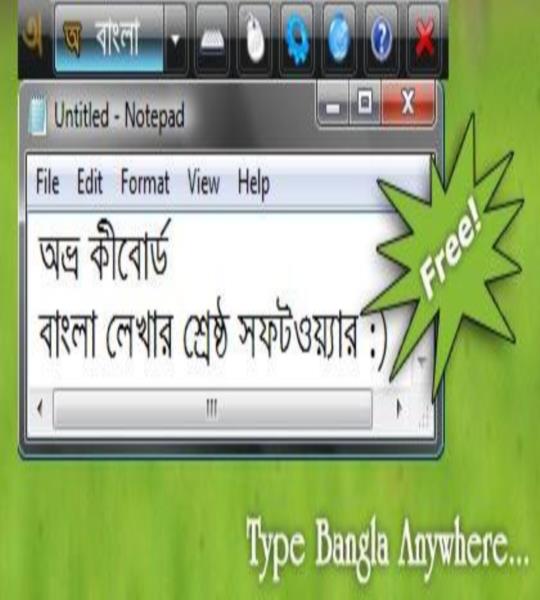 অ অ বাংলা
Untitled - Notepad
File Edit Format View Help
অভ্র কীবোর্ড
বাংলা লেখার শ্রেষ্ঠ সফটওয়্যার :)
Free!
Type Bangla Anywhere...